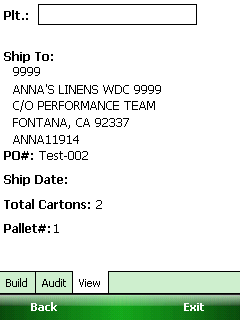 Plt.:
Ship To:
9999
ANNA'S LINENS WDC 9999
C/O PERFORMANCE TEAM
FONTANA, CA 92337
ANNA11914
PO#: Test-002
Ship Date:
Total Cartons: 2
Pallet#: 1
Build Audit View
Back Exit